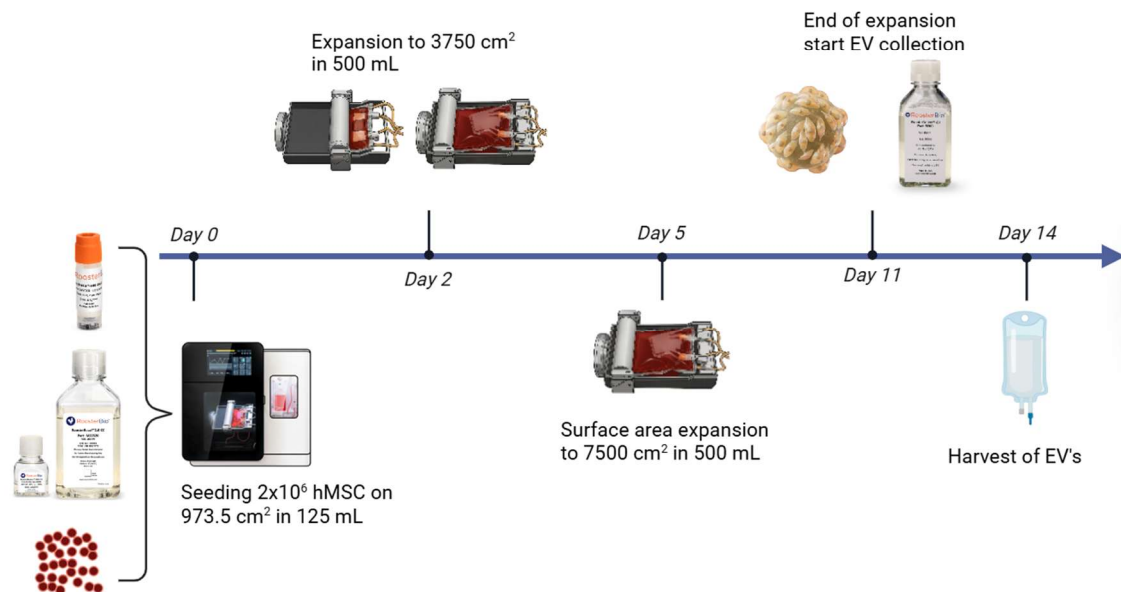 Expansion to 3750 cm²
in 500 mL
End of expansion
start EV collection
Day 0
Day 2
Day 5
Day 11
Day 14
Seeding 2x10⁶ hMSC on
973.5 cm² in 125 mL
Surface area expansion
to 7500 cm² in 500 mL
Harvest of EV's
RoosterBio